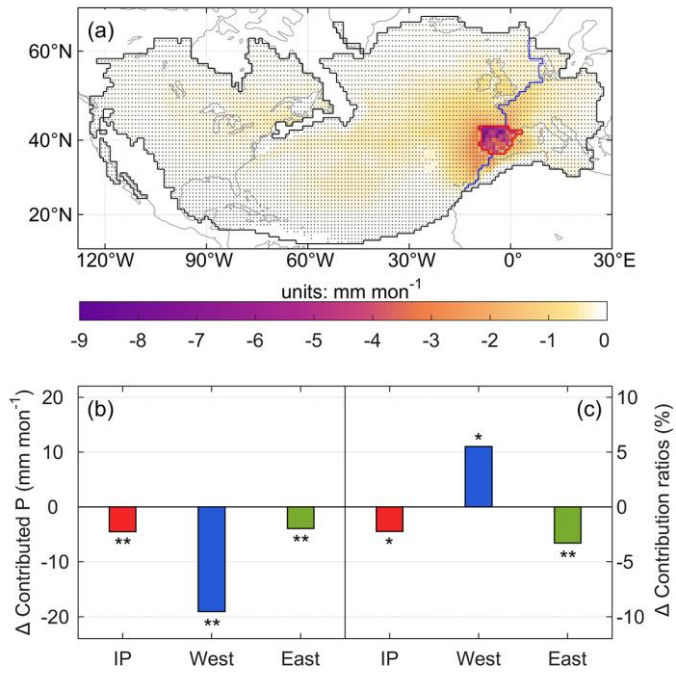 (a)
60°N
40°N
20°N
120°W 90°W 60°W 30°W 0° 30°E
units: mm mon⁻¹
-9 -8 -7 -6 -5 -4 -3 -2 -1 0
(b) (c)
Δ Contributed P (mm mon⁻¹)
20
10
0
-10
-20
** ** ** * * **
IP West East IP West East
10
5
0
-5
-10%
Δ Contribution ratios (%)